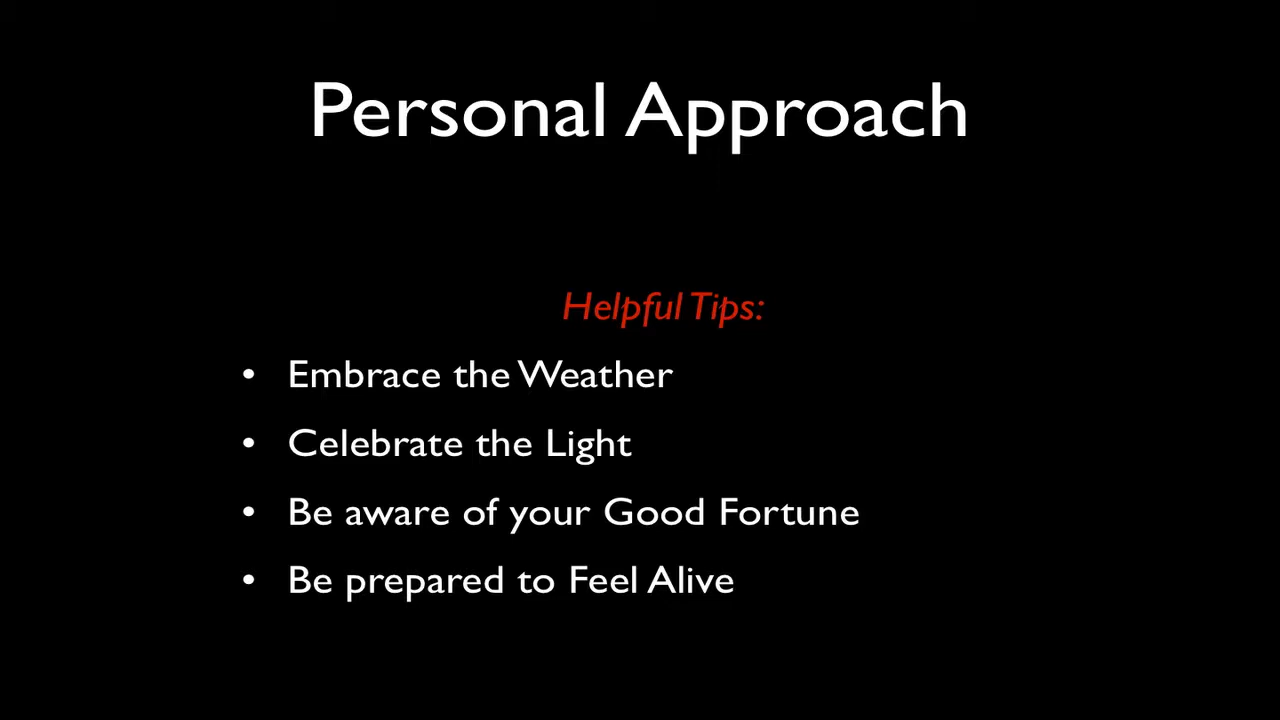 Personal Approach
Helpful Tips:
• Embrace the Weather
• Celebrate the Light
• Be aware of your Good Fortune
• Be prepared to Feel Alive